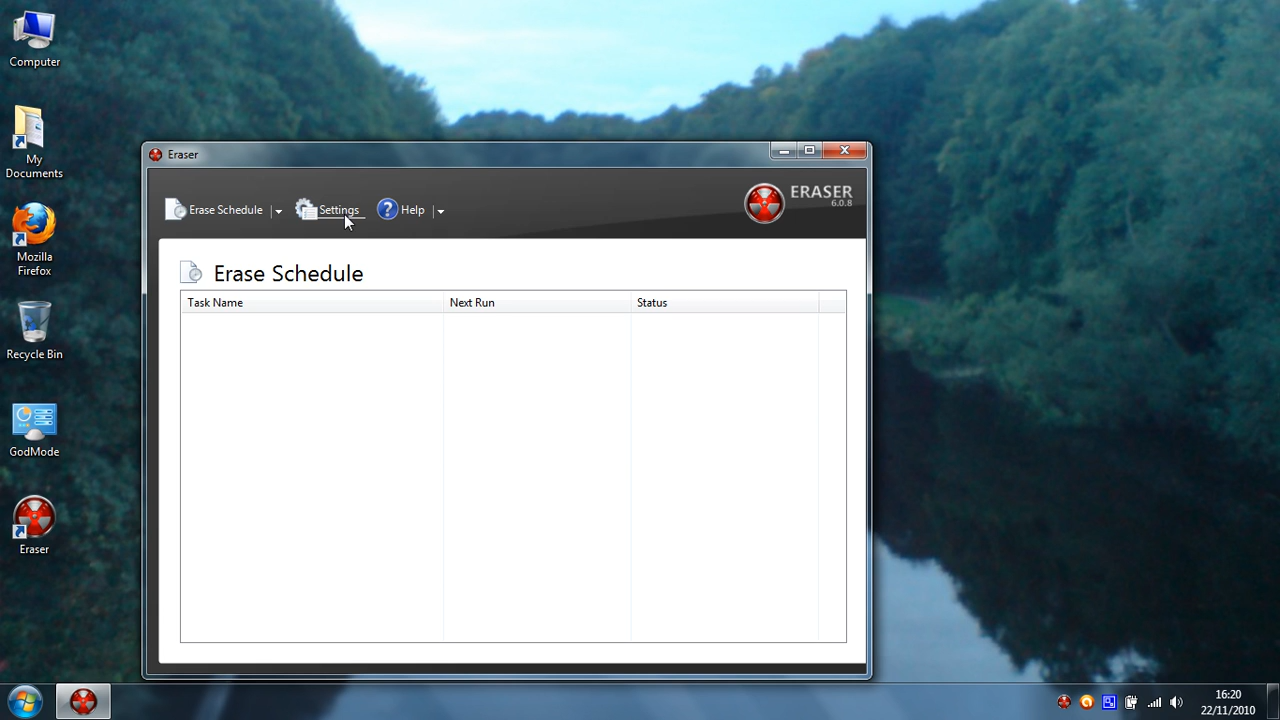 Computer
My
Documents
Mozilla
Firefox
Recycle Bin
GodMode
Eraser
Eraser
Erase Schedule
Settings
Help
ERASER
6.0.8
Erase Schedule
Task Name Next Run Status
16:20
22/11/2010